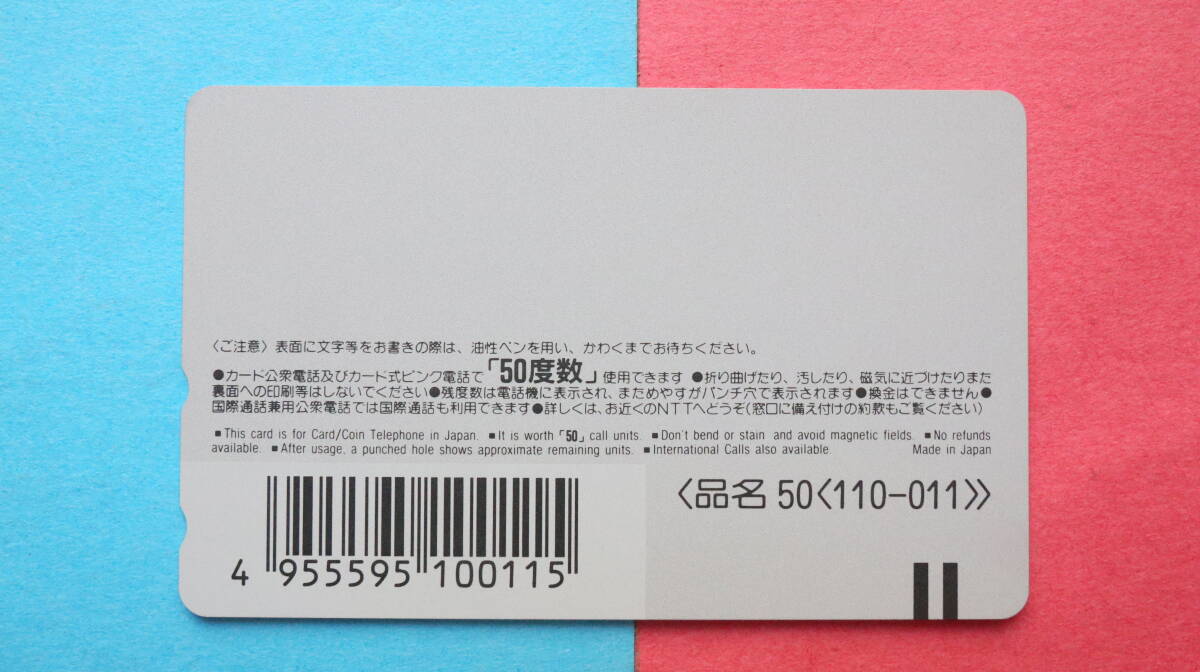 〈ご注意〉表面に文字等をお書きの際は、油性ペンを用い、かわくまでお待ちください。
●カード公衆電話及びカード式ピンク電話で「50度数」使用できます ●折り曲げたり、汚したり、磁気に近づけたりまた
裏面への印刷等はしないでください●残度数は電話機に表示され、まためやすがパンチ穴で表示されます●換金はできません●
国際通話兼用公衆電話では国際通話も利用できます●詳しくは、お近くのNTTへどうぞ(窓口に備え付けの約款もご覧ください)
■This card is for Card/Coin Telephone in Japan. ■It is worth「50」call units. ■Don't bend or stain and avoid magnetic fields. ■No refunds
available. ■After usage, a punched hole shows approximate remaining units. ■International Calls also available. Made in Japan
〈品名 50〈110-011〉〉
4 955595 100115